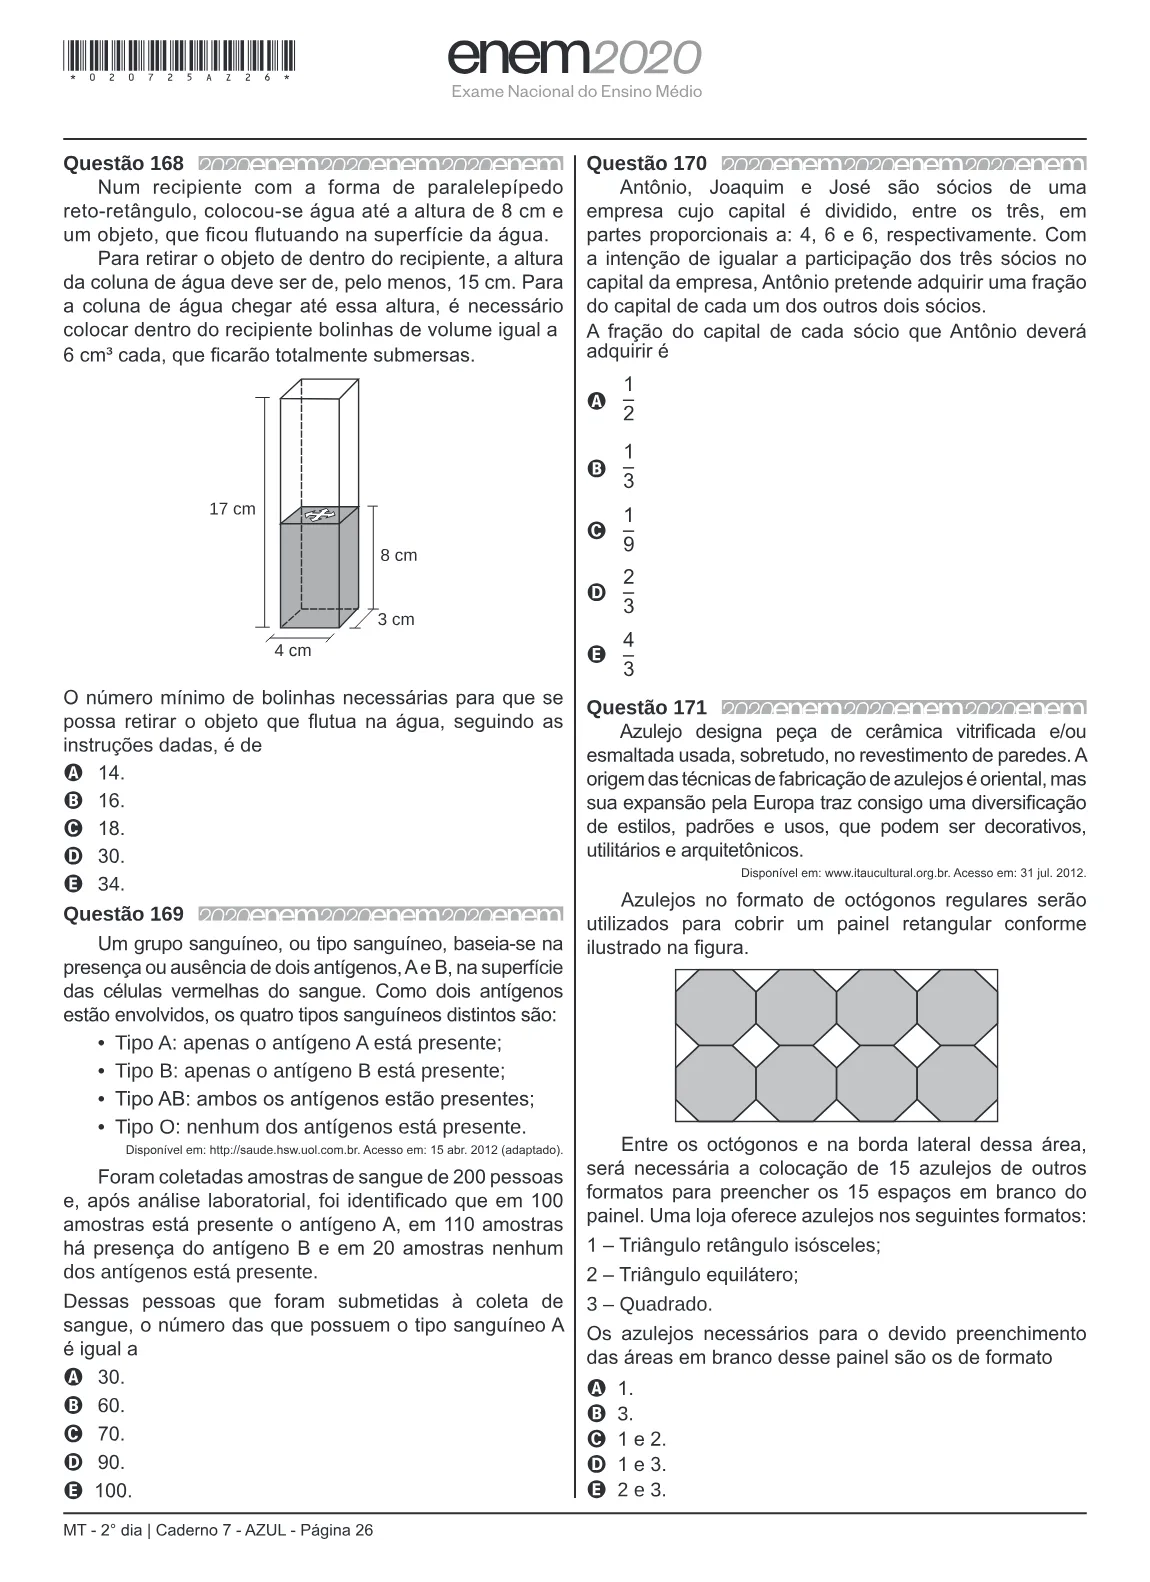 *020725AZ26*
enem2020
Exame Nacional do Ensino Médio
Questão 168 2020enem2020enem2020enem
Num recipiente com a forma de paralelepípedo
reto-retângulo, colocou-se água até a altura de 8 cm e
um objeto, que ficou flutuando na superfície da água.
Para retirar o objeto de dentro do recipiente, a altura
da coluna de água deve ser de, pelo menos, 15 cm. Para
a coluna de água chegar até essa altura, é necessário
colocar dentro do recipiente bolinhas de volume igual a
6 cm³ cada, que ficarão totalmente submersas.
17 cm
8 cm
3 cm
4 cm
O número mínimo de bolinhas necessárias para que se
possa retirar o objeto que flutua na água, seguindo as
instruções dadas, é de
A 14.
B 16.
C 18.
D 30.
E 34.
Questão 169 2020enem2020enem2020enem
Um grupo sanguíneo, ou tipo sanguíneo, baseia-se na
presença ou ausência de dois antígenos, A e B, na superfície
das células vermelhas do sangue. Como dois antígenos
estão envolvidos, os quatro tipos sanguíneos distintos são:
• Tipo A: apenas o antígeno A está presente;
• Tipo B: apenas o antígeno B está presente;
• Tipo AB: ambos os antígenos estão presentes;
• Tipo O: nenhum dos antígenos está presente.
Disponível em: http://saude.hsw.uol.com.br. Acesso em: 15 abr. 2012 (adaptado).
Foram coletadas amostras de sangue de 200 pessoas
e, após análise laboratorial, foi identificado que em 100
amostras está presente o antígeno A, em 110 amostras
há presença do antígeno B e em 20 amostras nenhum
dos antígenos está presente.
Dessas pessoas que foram submetidas à coleta de
sangue, o número das que possuem o tipo sanguíneo A
é igual a
A 30.
B 60.
C 70.
D 90.
E 100.
Questão 170 2020enem2020enem2020enem
Antônio, Joaquim e José são sócios de uma
empresa cujo capital é dividido, entre os três, em
partes proporcionais a: 4, 6 e 6, respectivamente. Com
a intenção de igualar a participação dos três sócios no
capital da empresa, Antônio pretende adquirir uma fração
do capital de cada um dos outros dois sócios.
A fração do capital de cada sócio que Antônio deverá
adquirir é
A 1/2
B 1/3
C 1/9
D 2/3
E 4/3
Questão 171 2020enem2020enem2020enem
Azulejo designa peça de cerâmica vitrificada e/ou
esmaltada usada, sobretudo, no revestimento de paredes. A
origem das técnicas de fabricação de azulejos é oriental, mas
sua expansão pela Europa traz consigo uma diversificação
de estilos, padrões e usos, que podem ser decorativos,
utilitários e arquitetônicos.
Disponível em: www.itaucultural.org.br. Acesso em: 31 jul. 2012.
Azulejos no formato de octógonos regulares serão
utilizados para cobrir um painel retangular conforme
ilustrado na figura.
Entre os octógonos e na borda lateral dessa área,
será necessária a colocação de 15 azulejos de outros
formatos para preencher os 15 espaços em branco do
painel. Uma loja oferece azulejos nos seguintes formatos:
1 – Triângulo retângulo isósceles;
2 – Triângulo equilátero;
3 – Quadrado.
Os azulejos necessários para o devido preenchimento
das áreas em branco desse painel são os de formato
A 1.
B 3.
C 1 e 2.
D 1 e 3.
E 2 e 3.
MT - 2° dia | Caderno 7 - AZUL - Página 26